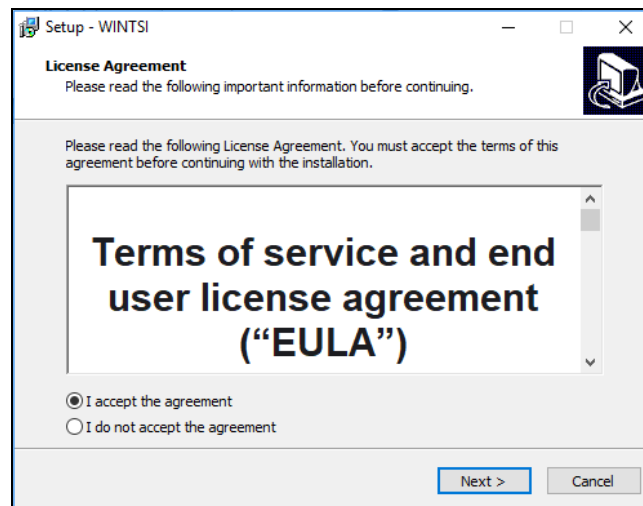 Setup - WINTSI
License Agreement
Please read the following important information before continuing.
Please read the following License Agreement. You must accept the terms of this
agreement before continuing with the installation.
Terms of service and end
user license agreement
(“EULA”)
I accept the agreement
I do not accept the agreement
Next >
Cancel